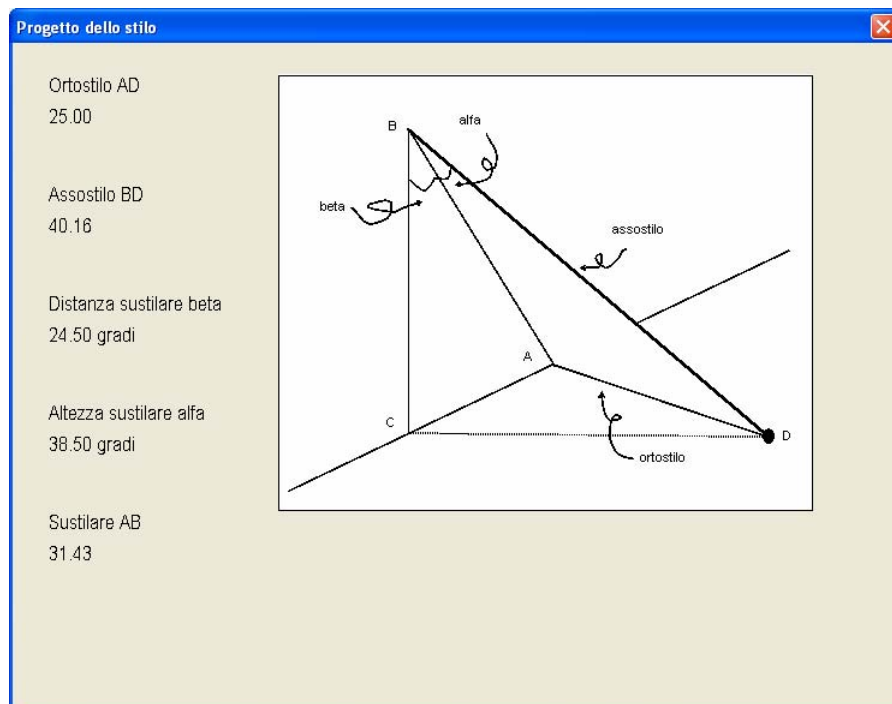 Progetto dello stilo
Ortostilo AD
25.00
Assostilo BD
40.16
Distanza sustilare beta
24.50 gradi
Altezza sustilare alfa
38.50 gradi
Sustilare AB
31.43
B
alfa
beta
assostilo
A
C
D
ortostilo